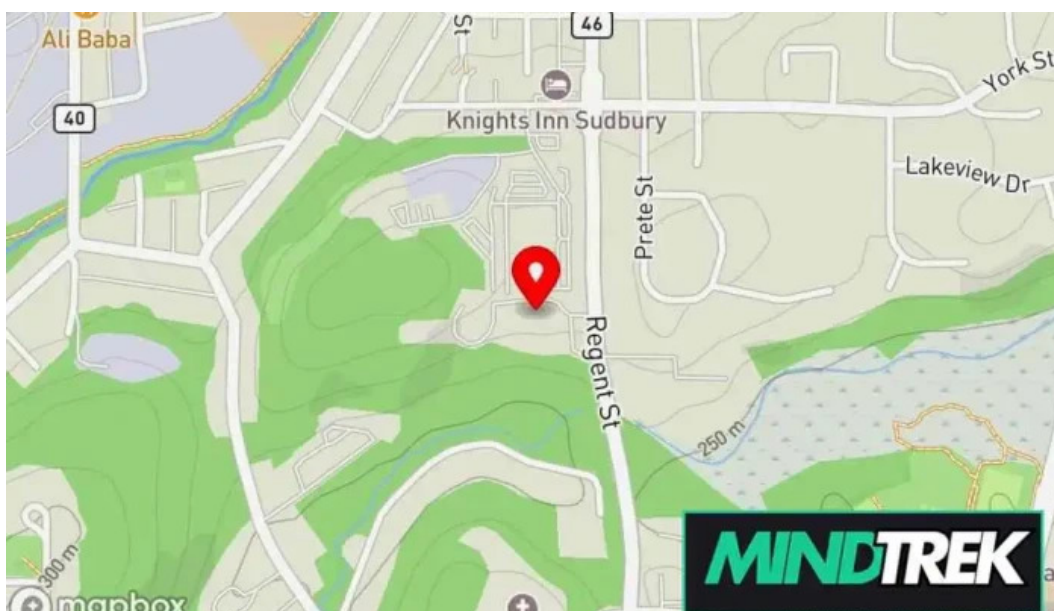 46
St
Ali Baba
York St
40
Knights Inn Sudbury
Lakeview Dr
Prete St
Regent St
250 m
300 m
mapbox
MINDTREK